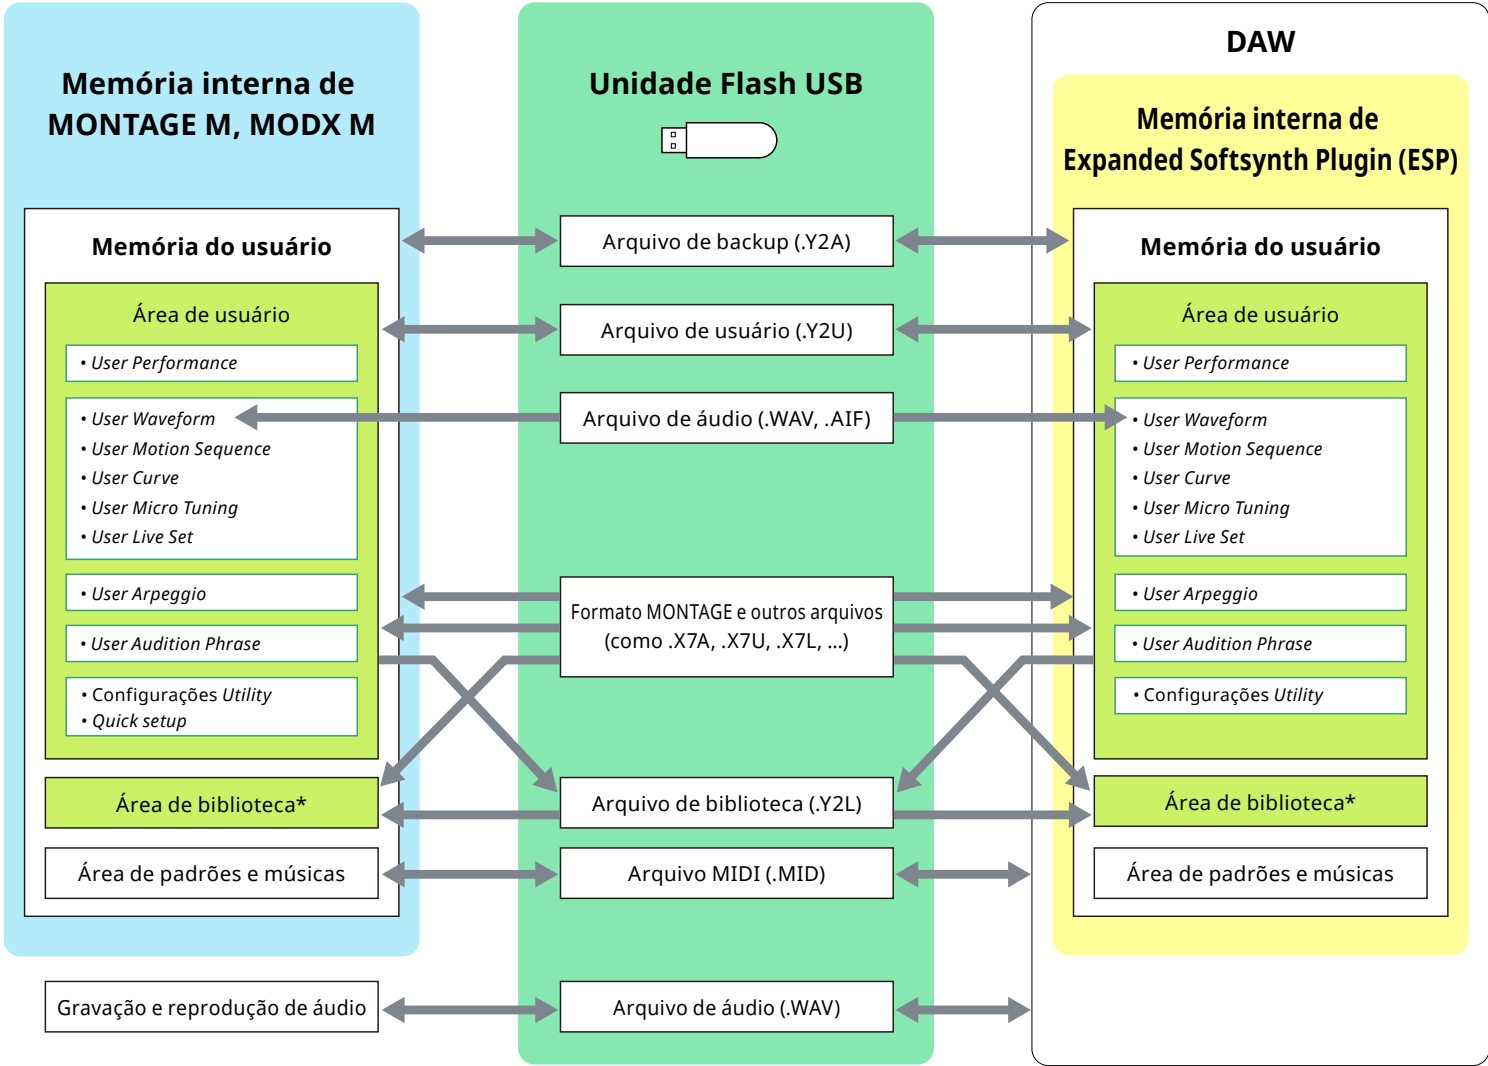 Memória interna de
MONTAGE M, MODX M
Memória do usuário
Área de usuário
• User Performance
• User Waveform
• User Motion Sequence
• User Curve
• User Micro Tuning
• User Live Set
• User Arpeggio
• User Audition Phrase
• Configurações Utility
• Quick setup
Área de biblioteca*
Área de padrões e músicas
Gravação e reprodução de áudio
Unidade Flash USB
Arquivo de backup (.Y2A)
Arquivo de usuário (.Y2U)
Arquivo de áudio (.WAV, .AIF)
Formato MONTAGE e outros arquivos
(como .X7A, .X7U, .X7L, ...)
Arquivo de biblioteca (.Y2L)
Arquivo MIDI (.MID)
Arquivo de áudio (.WAV)
DAW
Memória interna de
Expanded Softsynth Plugin (ESP)
Memória do usuário
Área de usuário
• User Performance
• User Waveform
• User Motion Sequence
• User Curve
• User Micro Tuning
• User Live Set
• User Arpeggio
• User Audition Phrase
• Configurações Utility
Área de biblioteca*
Área de padrões e músicas